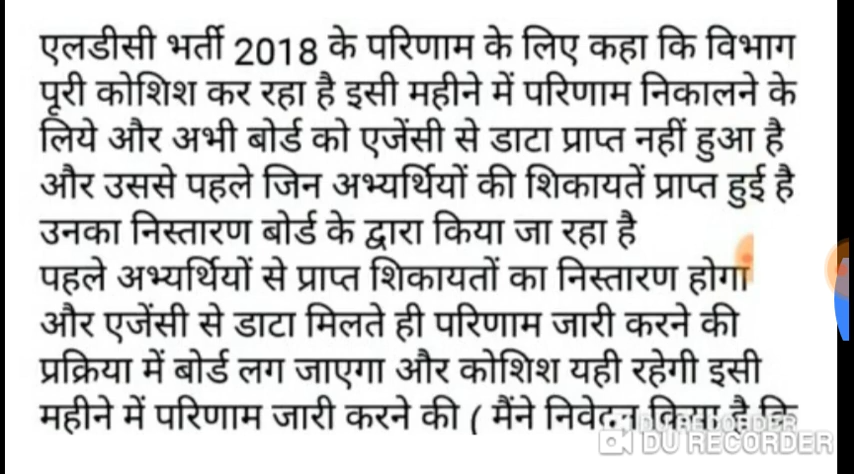 एलडीसी भर्ती 2018 के परिणाम के लिए कहा कि विभाग
पूरी कोशिश कर रहा है इसी महीने में परिणाम निकालने के
लिये और अभी बोर्ड को एजेंसी से डाटा प्राप्त नहीं हुआ है
और उससे पहले जिन अभ्यर्थियों की शिकायतें प्राप्त हुई है
उनका निस्तारण बोर्ड के द्वारा किया जा रहा है
पहले अभ्यर्थियों से प्राप्त शिकायतों का निस्तारण होगा
और एजेंसी से डाटा मिलते ही परिणाम जारी करने की
प्रक्रिया में बोर्ड लग जाएगा और कोशिश यही रहेगी इसी
महीने में परिणाम जारी करने की ( मैंने निवेदन किया है कि
DU RECORDER